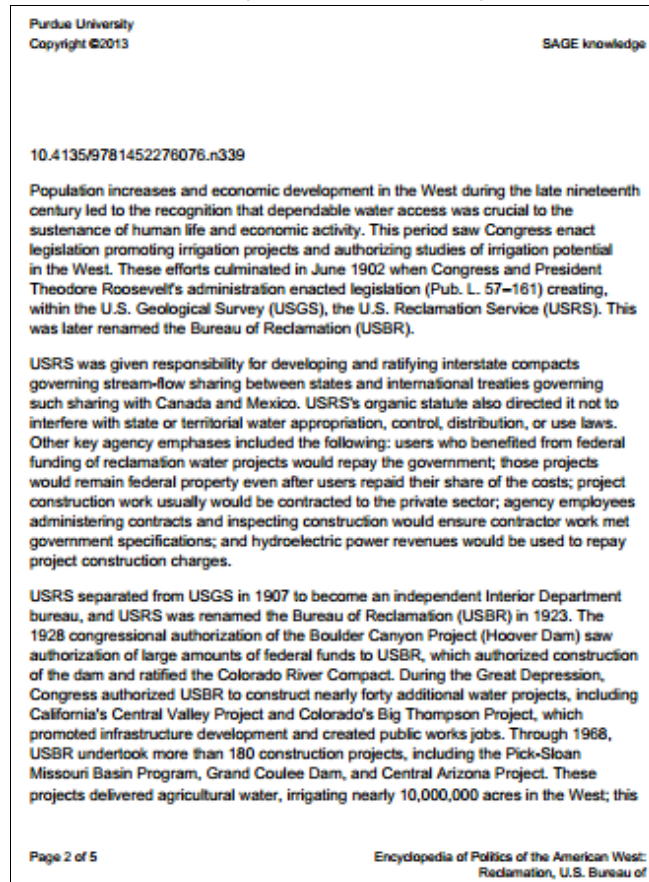 Purdue University
Copyright ©2013
SAGE knowledge
10.4135/9781452276076.n339
Population increases and economic development in the West during the late nineteenth
century led to the recognition that dependable water access was crucial to the
sustenance of human life and economic activity. This period saw Congress enact
legislation promoting irrigation projects and authorizing studies of irrigation potential
in the West. These efforts culminated in June 1902 when Congress and President
Theodore Roosevelt's administration enacted legislation (Pub. L. 57–161) creating,
within the U.S. Geological Survey (USGS), the U.S. Reclamation Service (USRS). This
was later renamed the Bureau of Reclamation (USBR).
USRS was given responsibility for developing and ratifying interstate compacts
governing stream-flow sharing between states and international treaties governing
such sharing with Canada and Mexico. USRS's organic statute also directed it not to
interfere with state or territorial water appropriation, control, distribution, or use laws.
Other key agency emphases included the following: users who benefited from federal
funding of reclamation water projects would repay the government; those projects
would remain federal property even after users repaid their share of the costs; project
construction work usually would be contracted to the private sector; agency employees
administering contracts and inspecting construction would ensure contractor work met
government specifications; and hydroelectric power revenues would be used to repay
project construction charges.
USRS separated from USGS in 1907 to become an independent Interior Department
bureau, and USRS was renamed the Bureau of Reclamation (USBR) in 1923. The
1928 congressional authorization of the Boulder Canyon Project (Hoover Dam) saw
authorization of large amounts of federal funds to USBR, which authorized construction
of the dam and ratified the Colorado River Compact. During the Great Depression,
Congress authorized USBR to construct nearly forty additional water projects, including
California's Central Valley Project and Colorado's Big Thompson Project, which
promoted infrastructure development and created public works jobs. Through 1968,
USBR undertook more than 180 construction projects, including the Pick-Sloan
Missouri Basin Program, Grand Coulee Dam, and Central Arizona Project. These
projects delivered agricultural water, irrigating nearly 10,000,000 acres in the West; this
Page 2 of 5
Encyclopedia of Politics of the American West:
Reclamation, U.S. Bureau of